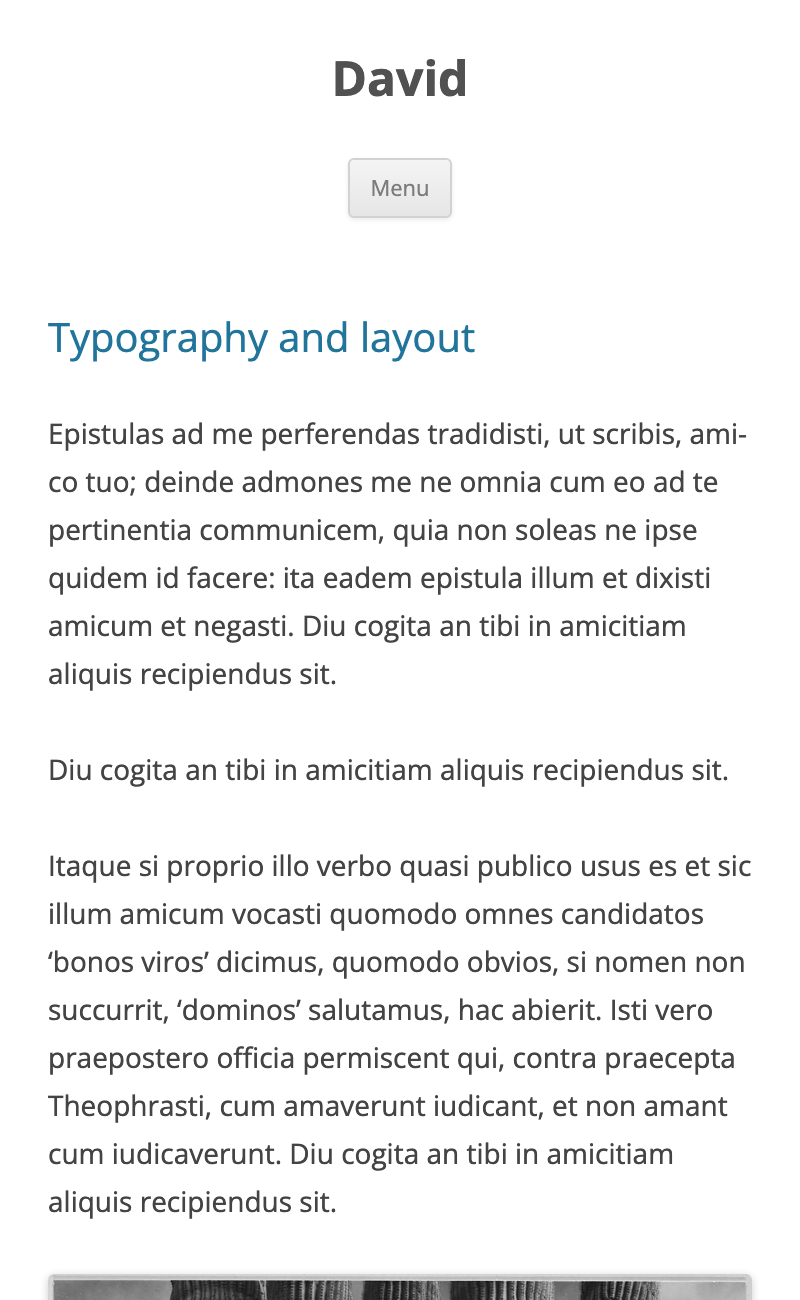 David
Menu
Typography and layout
Epistulas ad me perferendas tradidisti, ut scribis, ami-
co tuo; deinde admones me ne omnia cum eo ad te
pertinentia communicem, quia non soleas ne ipse
quidem id facere: ita eadem epistula illum et dixisti
amicum et negasti. Diu cogita an tibi in amicitiam
aliquis recipiendus sit.
Diu cogita an tibi in amicitiam aliquis recipiendus sit.
Itaque si proprio illo verbo quasi publico usus es et sic
illum amicum vocasti quomodo omnes candidatos
‘bonos viros’ dicimus, quomodo obvios, si nomen non
succurrit, ‘dominos’ salutamus, hac abierit. Isti vero
praepostero officia permiscent qui, contra praecepta
Theophrasti, cum amaverunt iudicant, et non amant
cum iudicaverunt. Diu cogita an tibi in amicitiam
aliquis recipiendus sit.